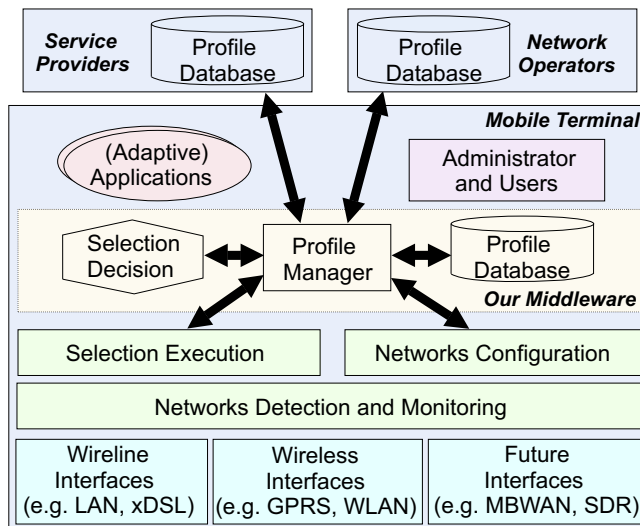 Service
Providers
Profile
Database
Profile
Database
Network
Operators
Mobile Terminal
(Adaptive)
Applications
Administrator
and Users
Selection
Decision
Profile
Manager
Profile
Database
Our Middleware
Selection Execution
Networks Configuration
Networks Detection and Monitoring
Wireline
Interfaces
(e.g. LAN, xDSL)
Wireless
Interfaces
(e.g. GPRS, WLAN)
Future
Interfaces
(e.g. MBWAN, SDR)